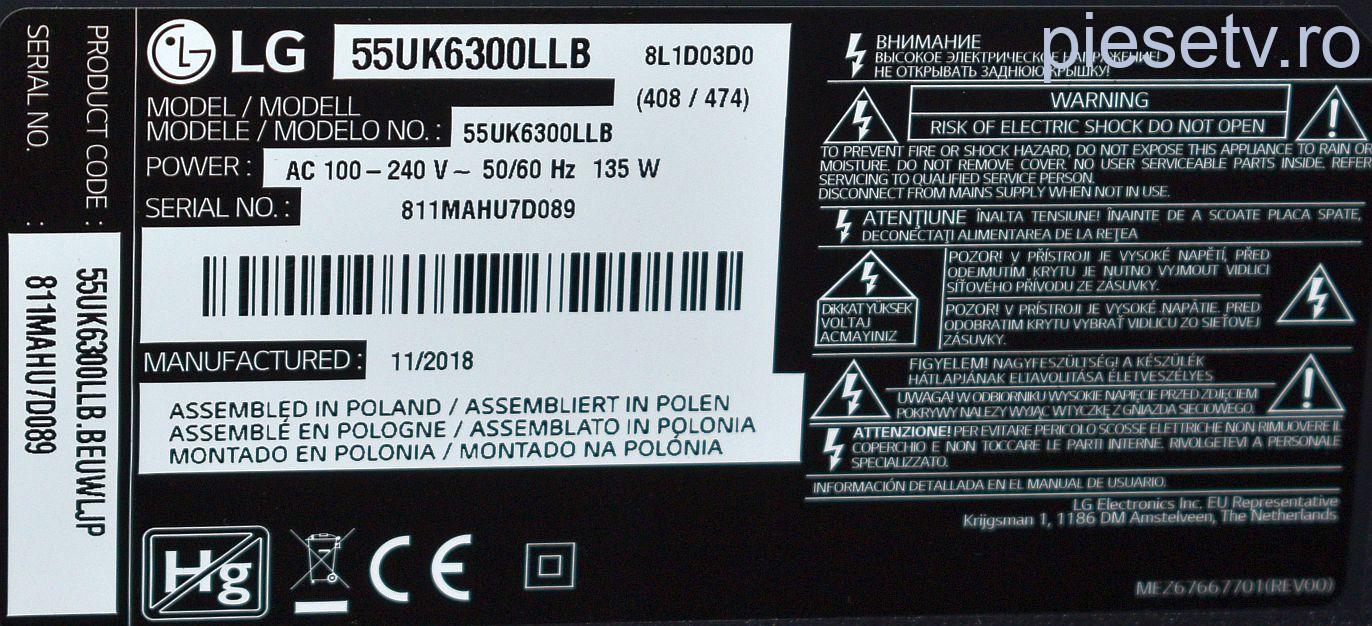 piesetv.ro
PRODUCT CODE : 55UK6300LLB.BEUWLJP
SERIAL NO. : 811MAHU7D089
LG 55UK6300LLB 8L1D03D0
(408 / 474)
MODEL / MODELL
MODELE / MODELO NO. : 55UK6300LLB
POWER : AC 100 – 240 V ~ 50/60 Hz 135 W
SERIAL NO. : 811MAHU7D089
MANUFACTURED : 11/2018
ASSEMBLED IN POLAND / ASSEMBLIERT IN POLEN
ASSEMBLÉ EN POLOGNE / ASSEMBLATO IN POLONIA
MONTADO EN POLONIA / MONTADO NA POLÓNIA
Hg
CE
ВНИМАНИЕ
ВЫСОКОЕ ЭЛЕКТРИЧЕСКОЕ НАПРЯЖЕНИЕ!
НЕ ОТКРЫВАТЬ ЗАДНЮЮ КРЫШКУ!
WARNING
RISK OF ELECTRIC SHOCK DO NOT OPEN
TO PREVENT FIRE OR SHOCK HAZARD, DO NOT EXPOSE THIS APPLIANCE TO RAIN OR
MOISTURE. DO NOT REMOVE COVER. NO USER SERVICEABLE PARTS INSIDE. REFER
SERVICING TO QUALIFIED SERVICE PERSON.
DISCONNECT FROM MAINS SUPPLY WHEN NOT IN USE.
ATENŢIUNE ÎNALTA TENSIUNE! ÎNAINTE DE A SCOATE PLACA SPATE,
DECONECTAŢI ALIMENTAREA DE LA REŢEA
DiKKAT YÜKSEK
VOLTAJ
ACMAYINIZ
POZOR! V PŘÍSTROJI JE VYSOKÉ NAPĚTÍ, PŘED
ODEJMUTÍM KRYTU JE NUTNO VYJMOUT VIDLICI
SÍŤOVÉHO PŘÍVODU ZE ZÁSUVKY.
POZOR! V PRÍSTROJI JE VYSOKÉ NAPÄTIE. PRED
ODOBRATIM KRYTU VYBRAŤ VIDLICU ZO SIEŤOVEJ
ZÁSUVKY.
FIGYELEM! NAGYFESZÜLTSÉG! A KÉSZÜLÉK
HÁTLAPJÁNAK ELTAVOLITÁSA ÉLETVESZÉLYES
UWAGA! W ODBIORNIKU WYSOKIE NAPIĘCIE PRZED ZDJĘCIEM
POKRYWY NALEŻY WYJĄĆ WTYCZKĘ Z GNIAZDA SIECIOWEGO.
ATTENZIONE! PER EVITARE PERICOLO SCOSSE ELETTRICHE NON RIMUOVERE IL
COPERCHIO E NON TOCCARE LE PARTI INTERNE. RIVOLGETEVI A PERSONALE
SPECIALIZZATO.
INFORMACIÓN DETALLADA EN EL MANUAL DE USUARIO.
LG Electronics Inc. EU Representative
Krijgsman 1, 1186 DM Amstelveen, The Netherlands
MEZ67667701(REV00)